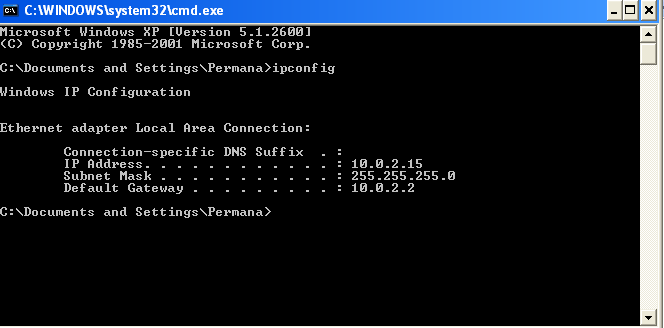 C:\WINDOWS\system32\cmd.exe
Microsoft Windows XP [Version 5.1.2600]
(C) Copyright 1985-2001 Microsoft Corp.
C:\Documents and Settings\Permana>ipconfig
Windows IP Configuration
Ethernet adapter Local Area Connection:
Connection-specific DNS Suffix  . :
IP Address. . . . . . . . . . . . : 10.0.2.15
Subnet Mask . . . . . . . . . . . : 255.255.255.0
Default Gateway . . . . . . . . . : 10.0.2.2
C:\Documents and Settings\Permana>